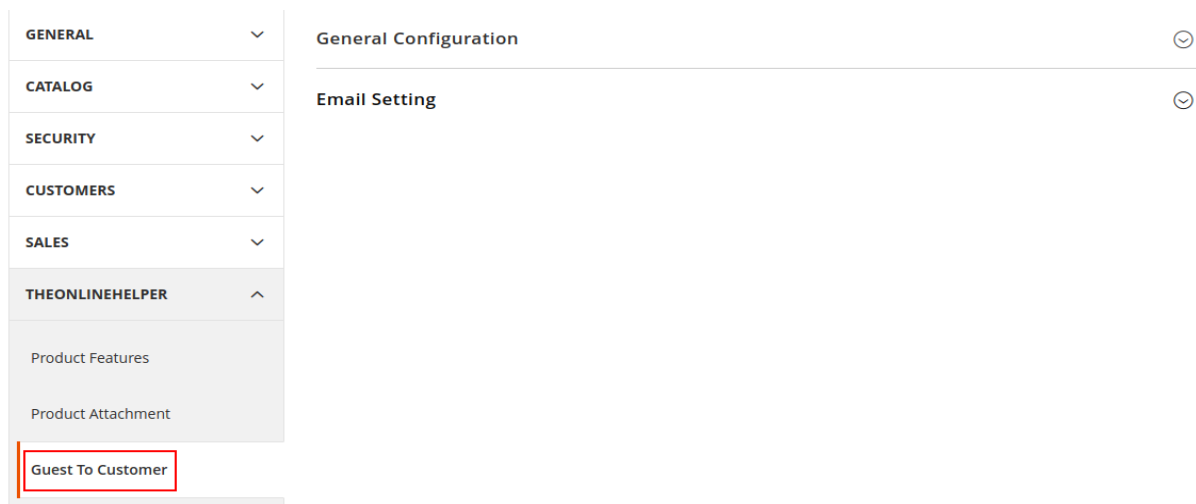 GENERAL
CATALOG
SECURITY
CUSTOMERS
SALES
THEONLINEHELPER
Product Features
Product Attachment
Guest To Customer
General Configuration
Email Setting